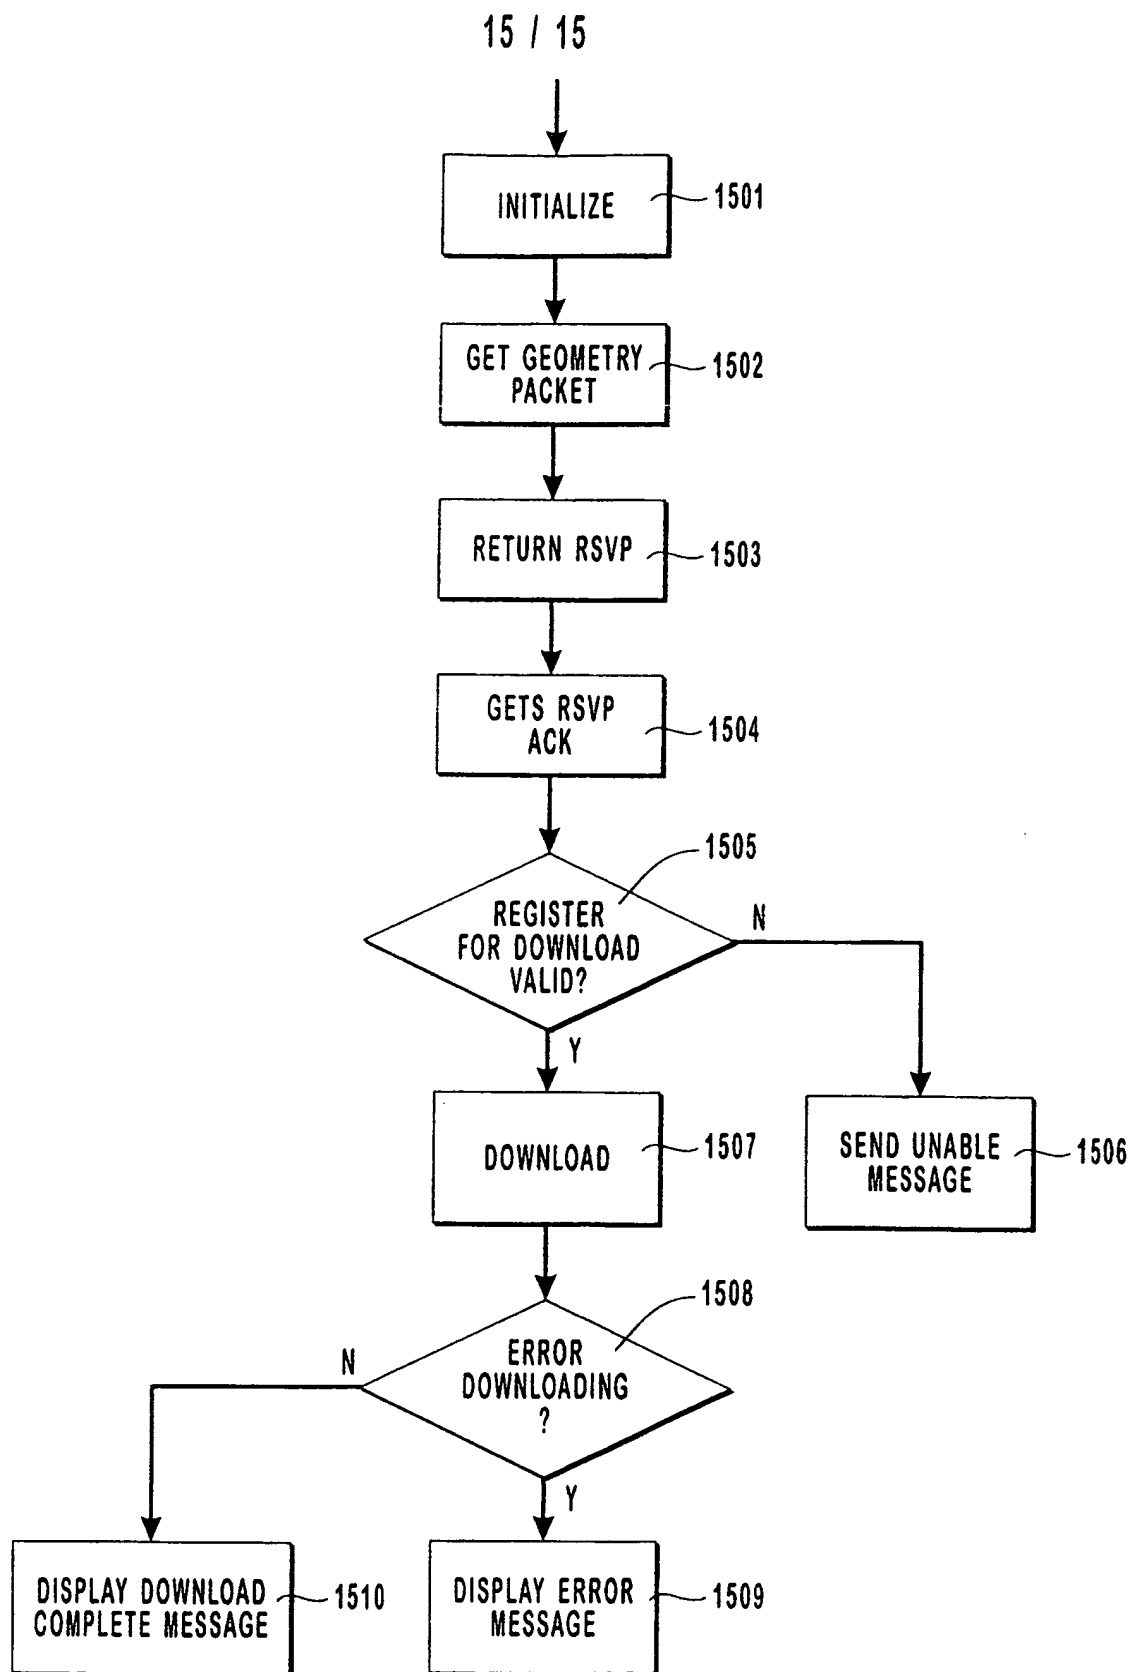 15 / 15
INITIALIZE
1501
GET GEOMETRY
PACKET
1502
RETURN RSVP
1503
GETS RSVP
ACK
1504
1505
REGISTER
FOR DOWNLOAD
VALID?
N
Y
DOWNLOAD
1507
SEND UNABLE
MESSAGE
1506
1508
ERROR
DOWNLOADING
?
N
Y
DISPLAY DOWNLOAD
COMPLETE MESSAGE
1510
DISPLAY ERROR
MESSAGE
1509